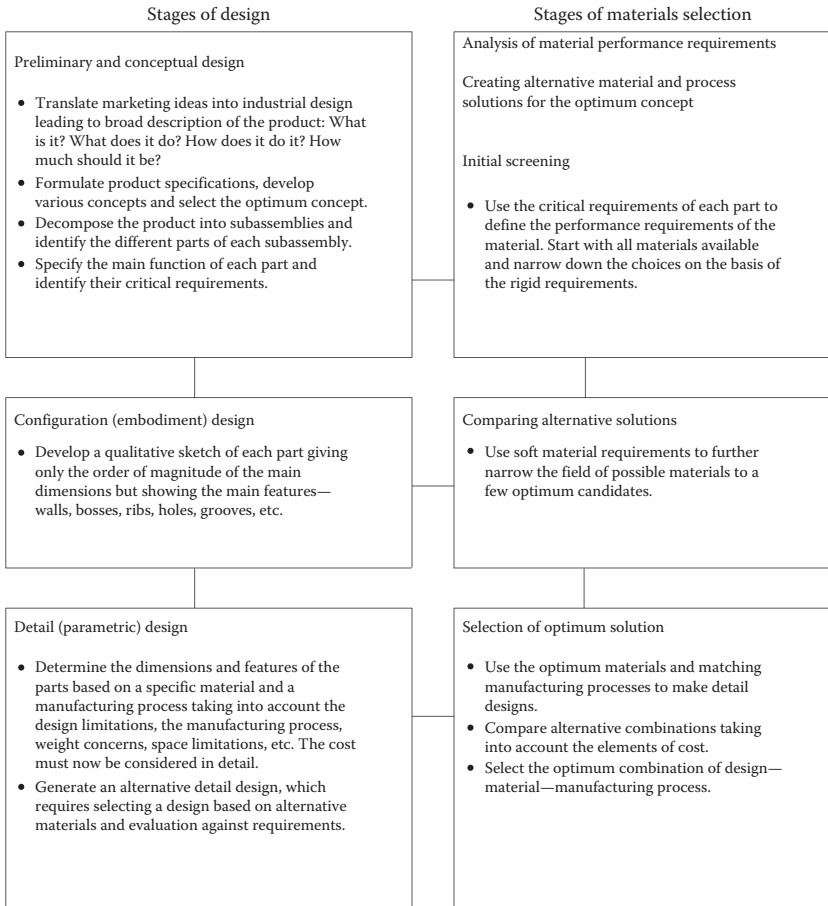 Stages of design
Stages of materials selection
Preliminary and conceptual design
• Translate marketing ideas into industrial design
leading to broad description of the product: What
is it? What does it do? How does it do it? How
much should it be?
• Formulate product specifications, develop
various concepts and select the optimum concept.
• Decompose the product into subassemblies and
identify the different parts of each subassembly.
• Specify the main function of each part and
identify their critical requirements.
Analysis of material performance requirements
Creating alternative material and process
solutions for the optimum concept
Initial screening
• Use the critical requirements of each part to
define the performance requirements of the
material. Start with all materials available
and narrow down the choices on the basis of
the rigid requirements.
Configuration (embodiment) design
• Develop a qualitative sketch of each part giving
only the order of magnitude of the main
dimensions but showing the main features—
walls, bosses, ribs, holes, grooves, etc.
Comparing alternative solutions
• Use soft material requirements to further
narrow the field of possible materials to a
few optimum candidates.
Detail (parametric) design
• Determine the dimensions and features of the
parts based on a specific material and a
manufacturing process taking into account the
design limitations, the manufacturing process,
weight concerns, space limitations, etc. The cost
must now be considered in detail.
• Generate an alternative detail design, which
requires selecting a design based on alternative
materials and evaluation against requirements.
Selection of optimum solution
• Use the optimum materials and matching
manufacturing processes to make detail
designs.
• Compare alternative combinations taking
into account the elements of cost.
• Select the optimum combination of design—
material—manufacturing process.